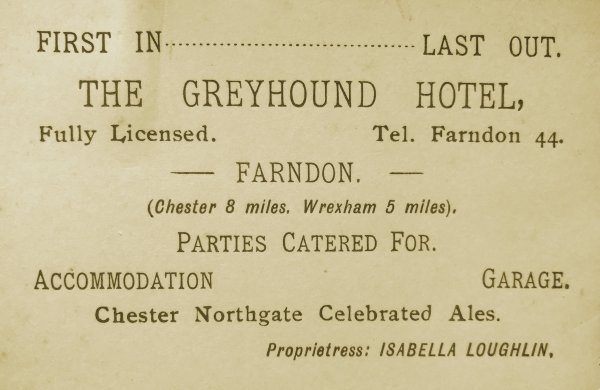 FIRST IN.....................................LAST OUT.
THE GREYHOUND HOTEL,
Fully Licensed. Tel. Farndon 44.
— FARNDON. —
(Chester 8 miles. Wrexham 5 miles).
PARTIES CATERED FOR.
ACCOMMODATION GARAGE.
Chester Northgate Celebrated Ales.
Proprietress: ISABELLA LOUGHLIN,